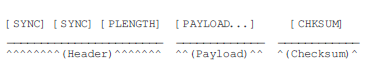 [SYNC] [SYNC] [PLENGTH] [PAYLOAD...] [CHKSUM]
^^^^^^^^(Header)^^^^^^^ ^^(Payload)^^ ^(Checksum)^